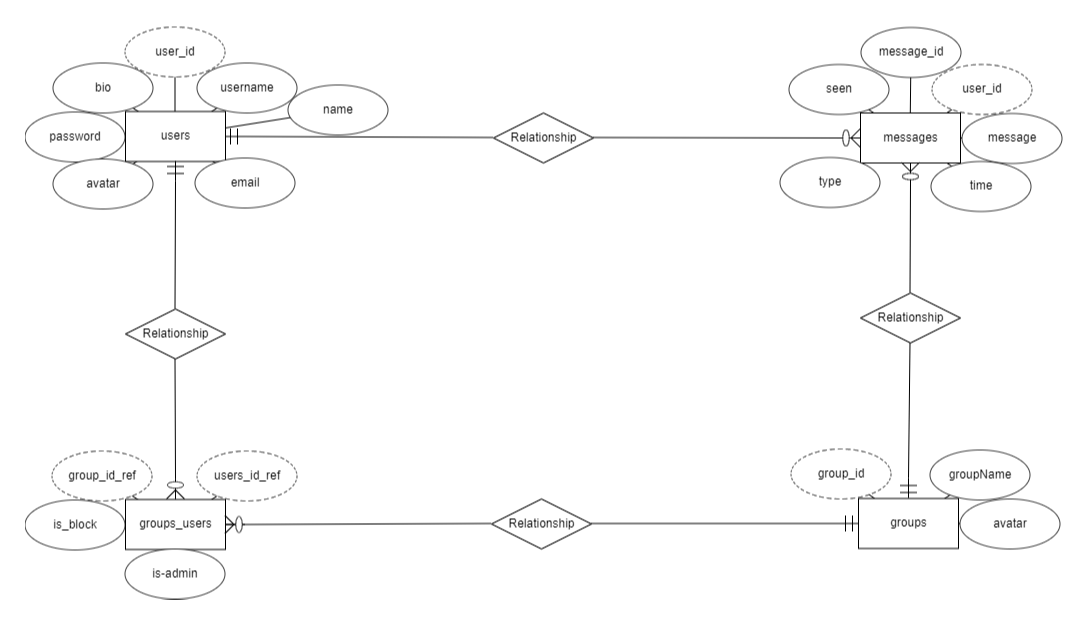 user_id
bio
username
name
password
users
avatar
email
Relationship
message_id
seen
user_id
messages
message
type
time
Relationship
Relationship
group_id_ref
users_id_ref
is_block
groups_users
is-admin
Relationship
group_id
groupName
groups
avatar